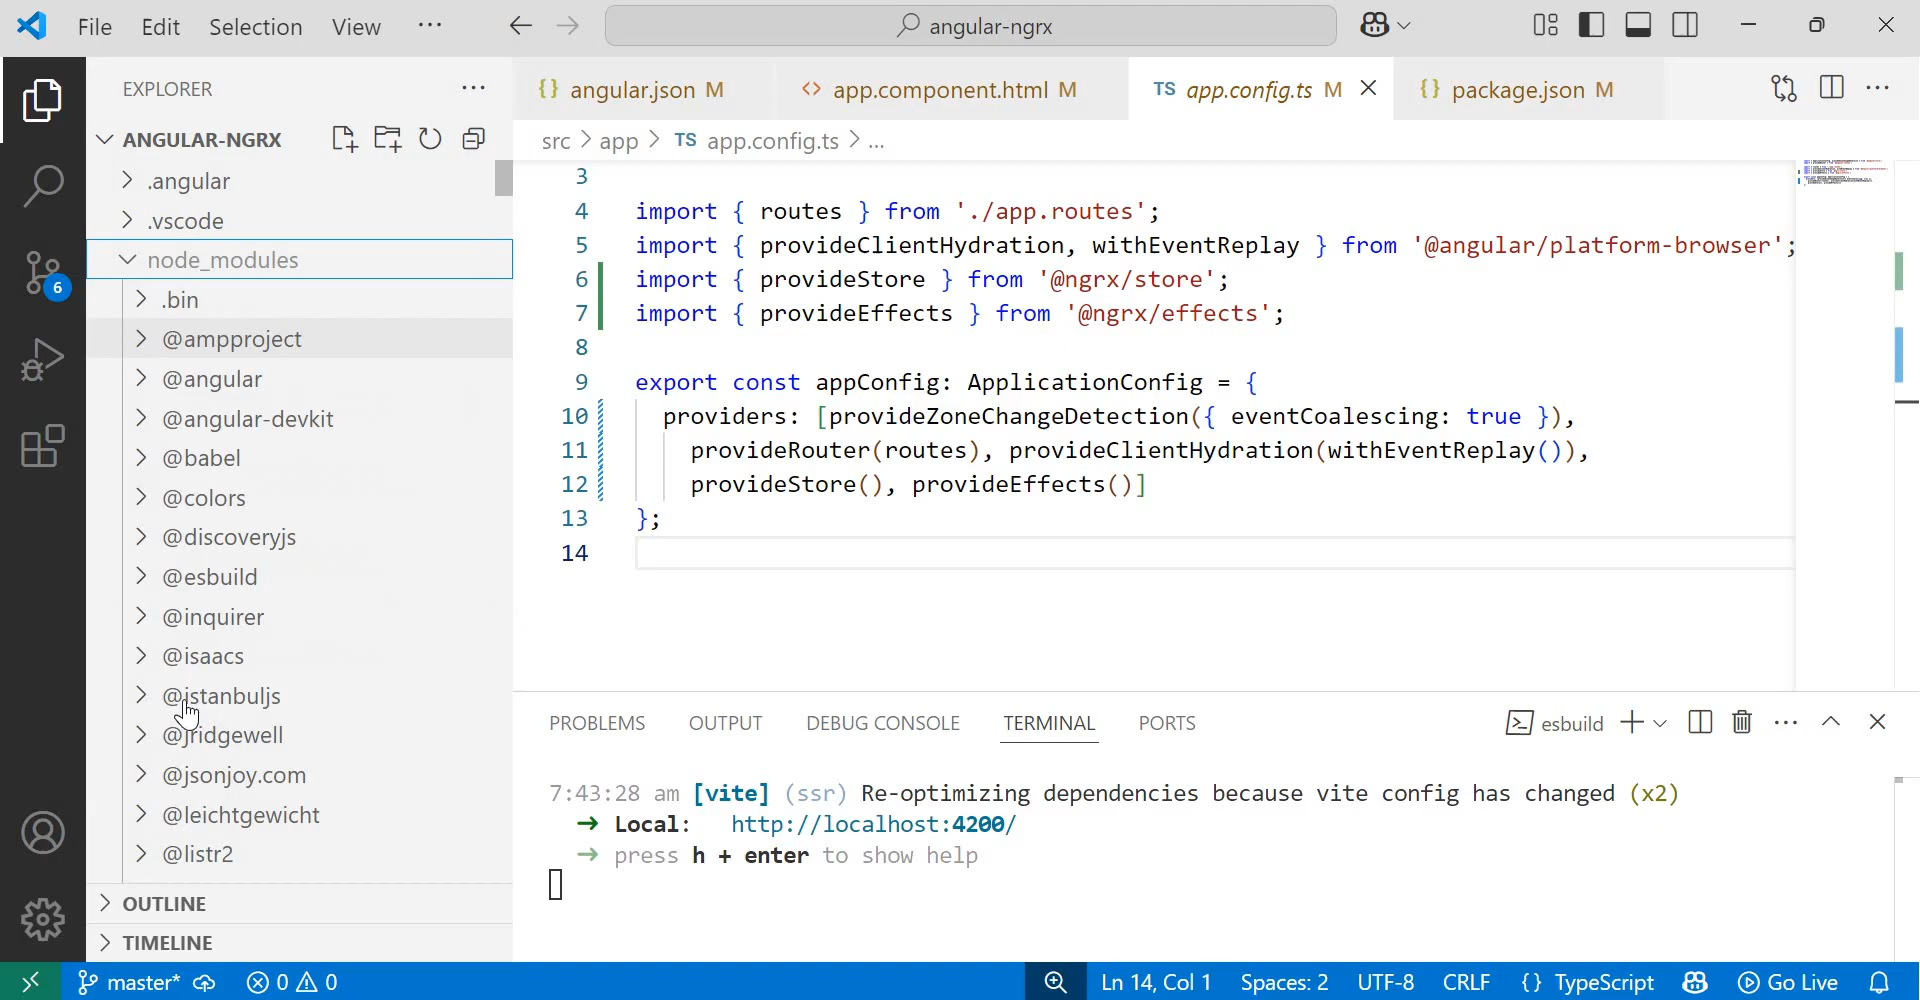 File Edit Selection View ··· angular-ngrx
EXPLORER ···
{} angular.json M <> app.component.html M TS app.config.ts M {} package.json M ···
ANGULAR-NGRX
src > app > TS app.config.ts > ...
.angular
.vscode
node_modules
.bin
@ampproject
@angular
@angular-devkit
@babel
@colors
@discoveryjs
@esbuild
@inquirer
@isaacs
@istanbuljs
@jridgewell
@jsonjoy.com
@leichtgewicht
@listr2
OUTLINE
TIMELINE
6
3
4 import { routes } from './app.routes';
5 import { provideClientHydration, withEventReplay } from '@angular/platform-browser';
6 import { provideStore } from '@ngrx/store';
7 import { provideEffects } from '@ngrx/effects';
8
9 export const appConfig: ApplicationConfig = {
10 providers: [provideZoneChangeDetection({ eventCoalescing: true }),
11 provideRouter(routes), provideClientHydration(withEventReplay()),
12 provideStore(), provideEffects()]
13 };
14
PROBLEMS OUTPUT DEBUG CONSOLE TERMINAL PORTS esbuild ···
7:43:28 am [vite] (ssr) Re-optimizing dependencies because vite config has changed (x2)
➜ Local: http://localhost:4200/
➜ press h + enter to show help
master* 0 0 Ln 14, Col 1 Spaces: 2 UTF-8 CRLF {} TypeScript Go Live